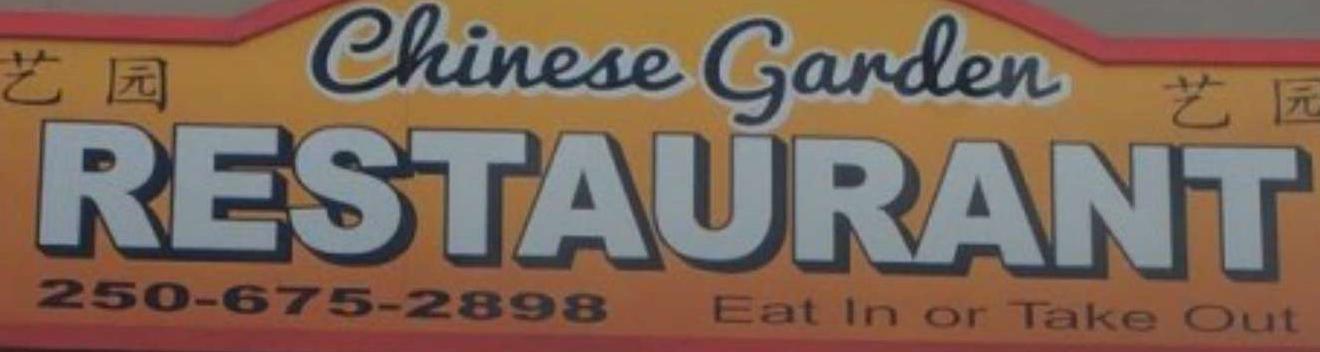 Chinese Garden
艺园 艺园
RESTAURANT
250-675-2898 Eat In or Take Out